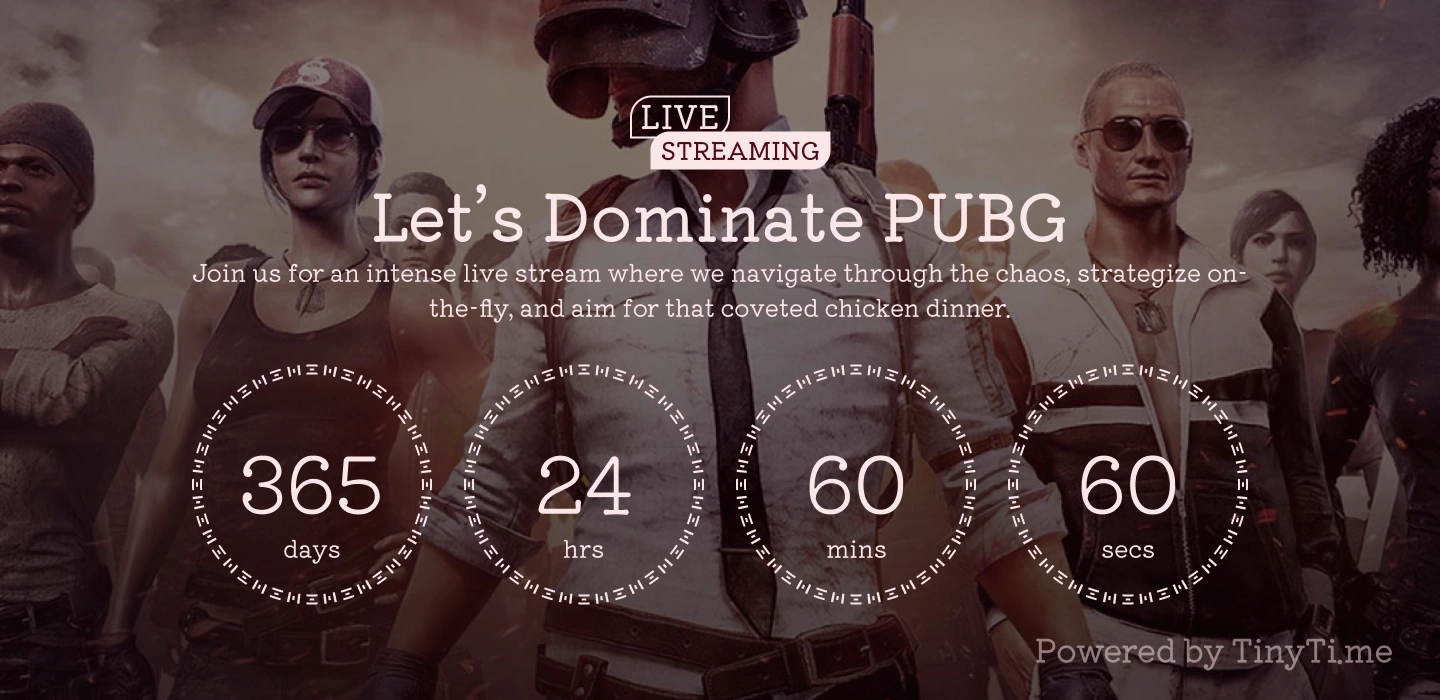 LIVE
STREAMING
Let’s Dominate PUBG
Join us for an intense live stream where we navigate through the chaos, strategize on-
the-fly, and aim for that coveted chicken dinner.
365 24 60 60
days hrs mins secs
Powered by TinyTi.me